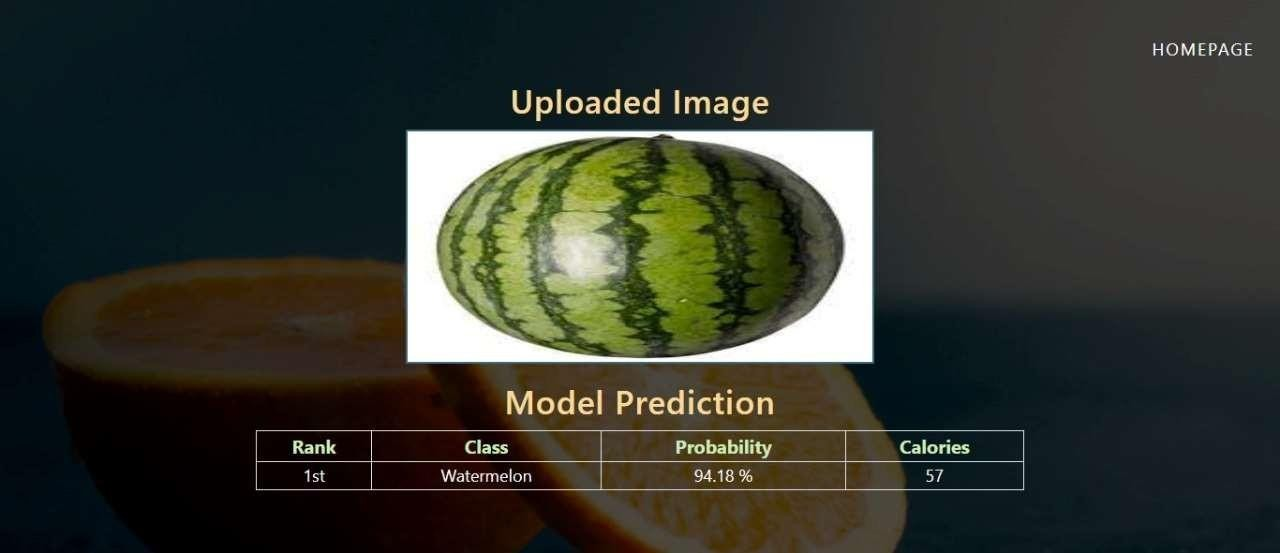 HOMEPAGE
Uploaded Image
Model Prediction
Rank Class Probability Calories
1st Watermelon 94.18 % 57